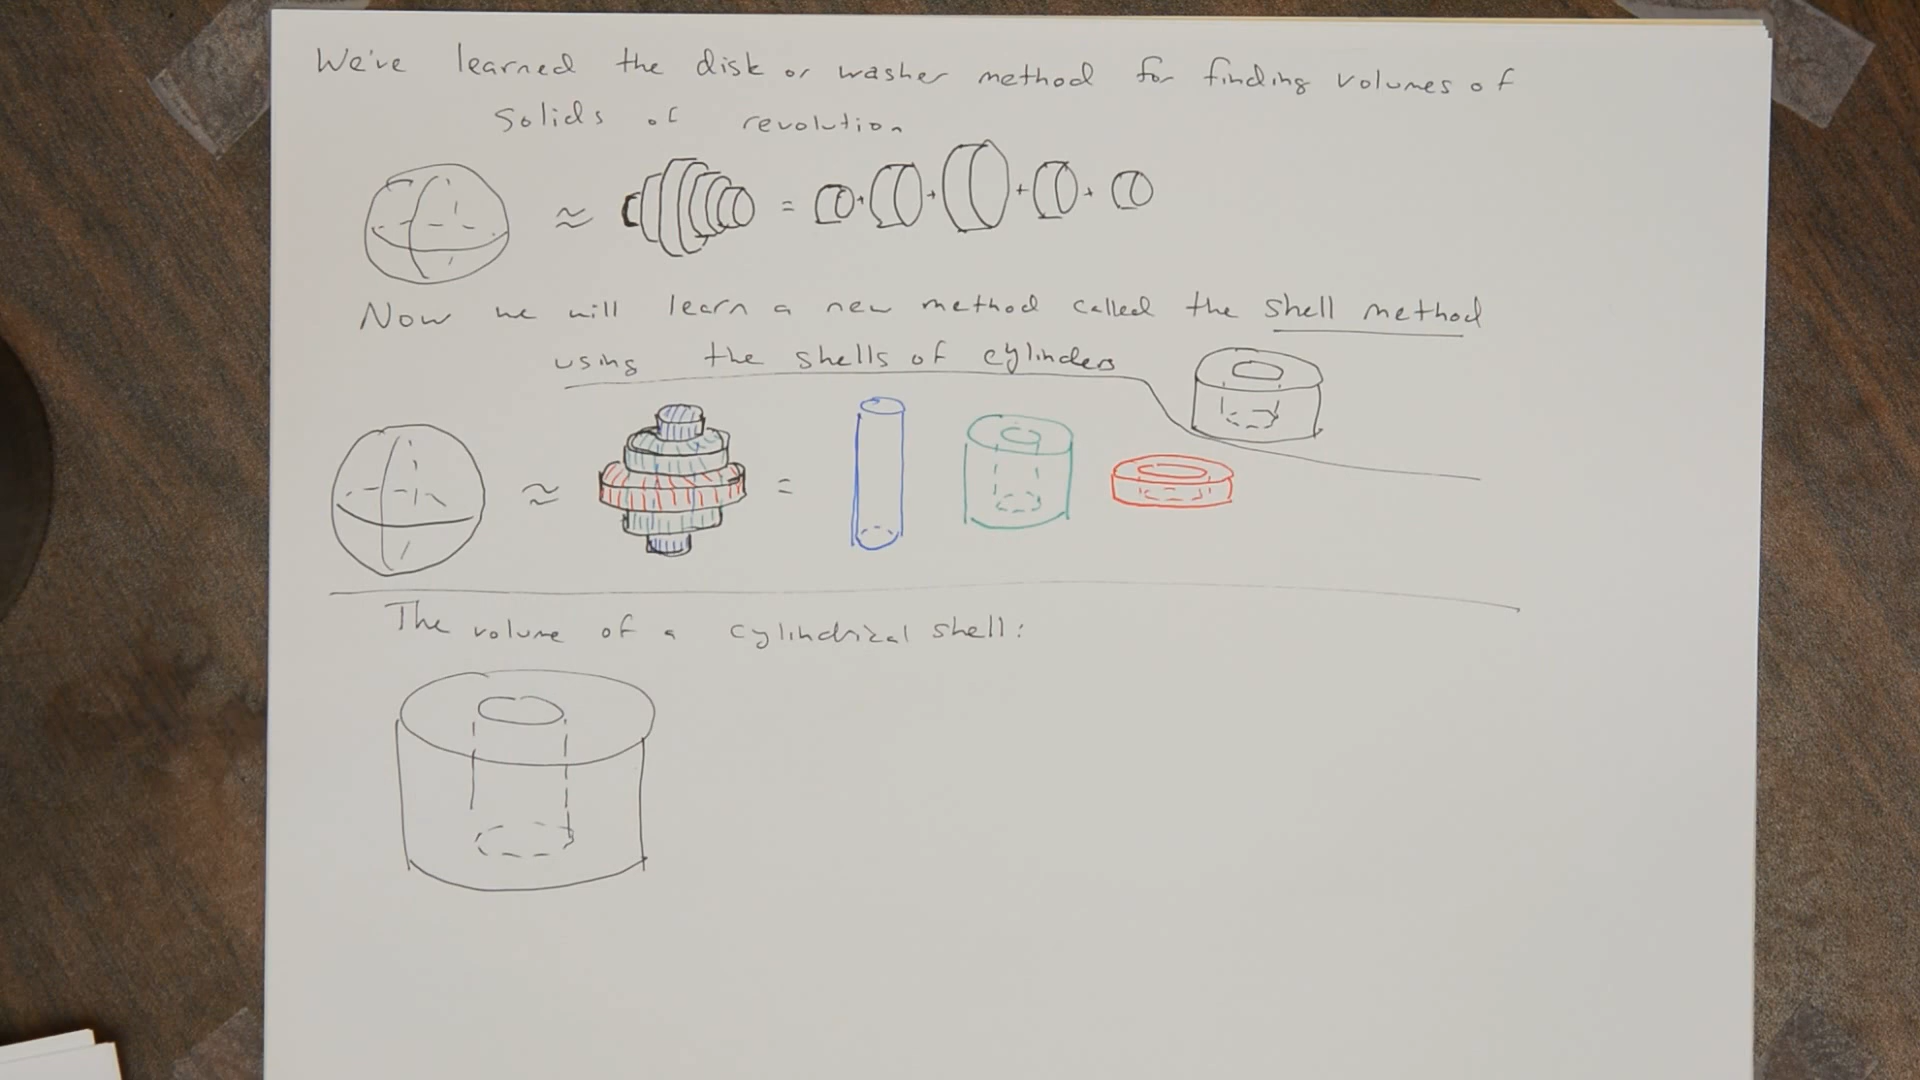 We've learned the disk or washer method for finding volumes of
solids of revolution
≈ = + + + +
Now we will learn a new method called the shell method
using the shells of cylinders
≈ =
The volume of a cylindrical shell: